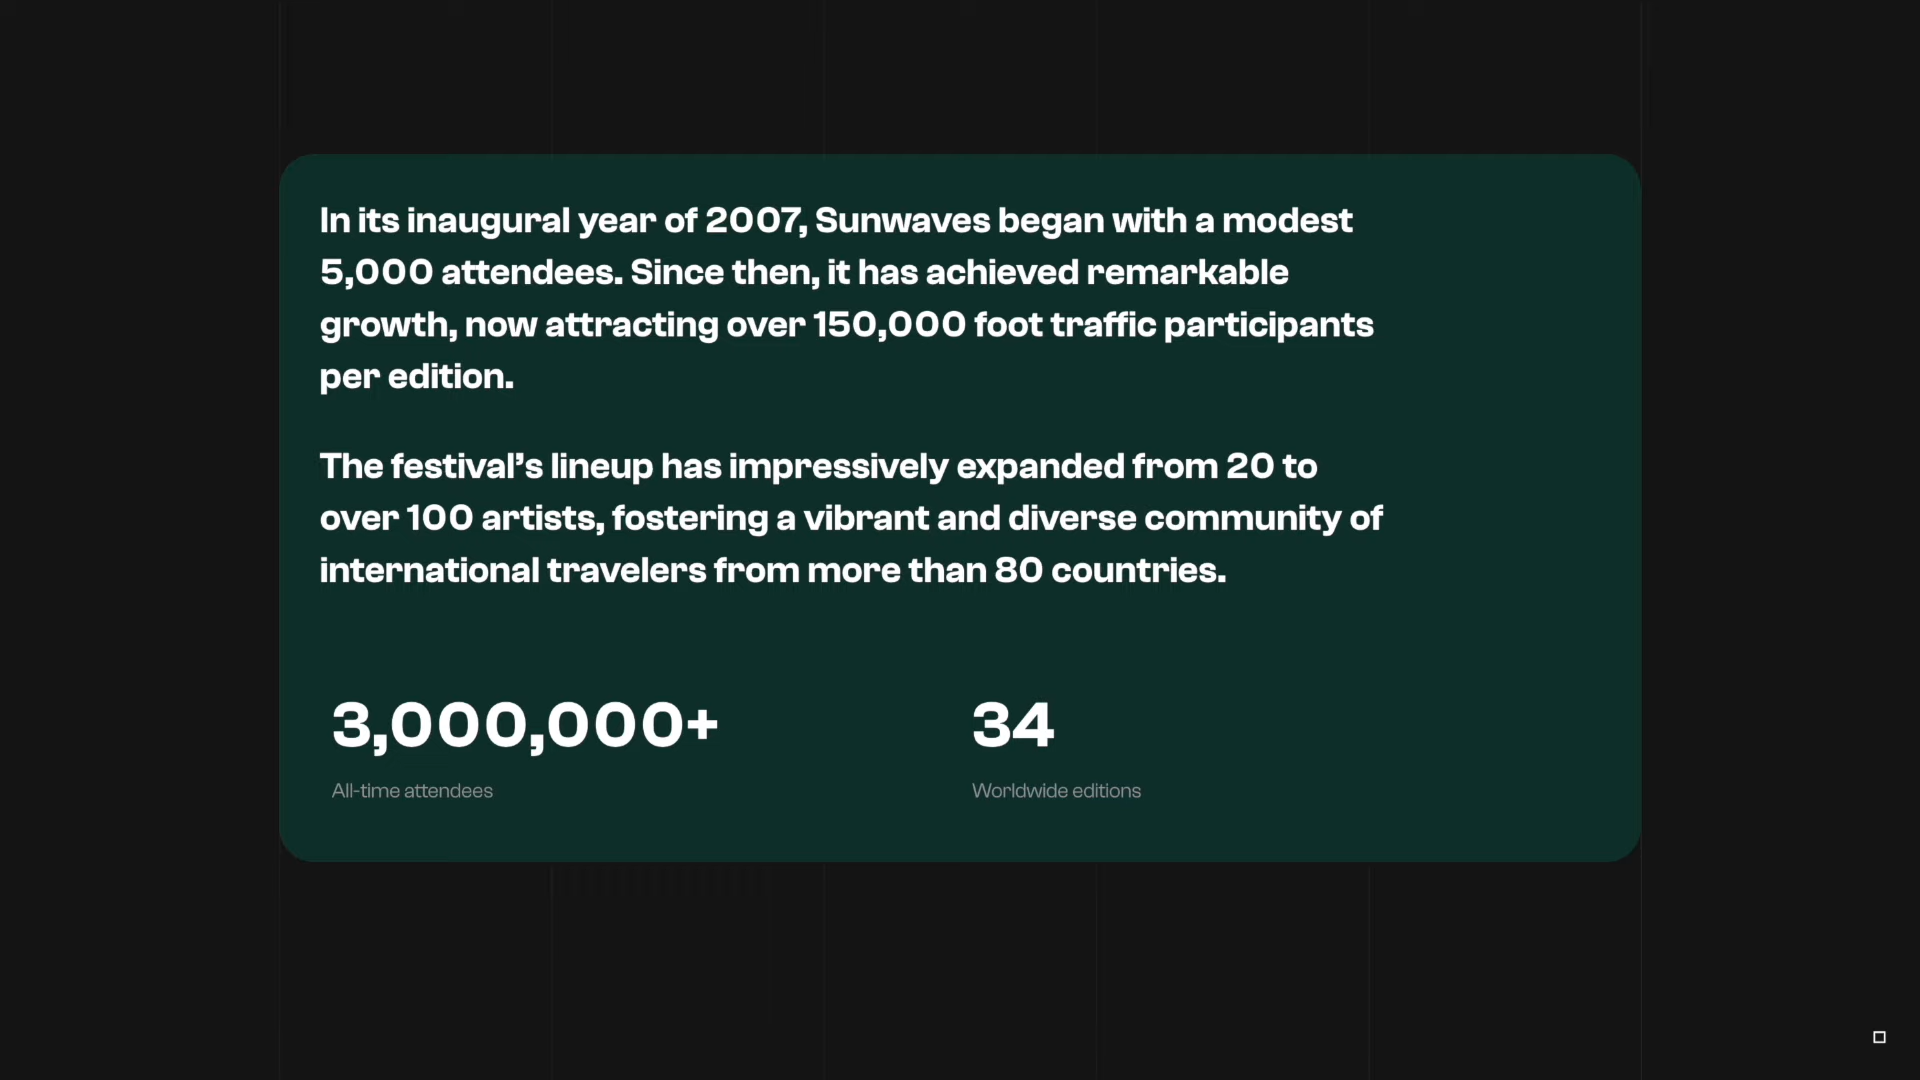 In its inaugural year of 2007, Sunwaves began with a modest
5,000 attendees. Since then, it has achieved remarkable
growth, now attracting over 150,000 foot traffic participants
per edition.
The festival’s lineup has impressively expanded from 20 to
over 100 artists, fostering a vibrant and diverse community of
international travelers from more than 80 countries.
3,000,000+
All-time attendees
34
Worldwide editions